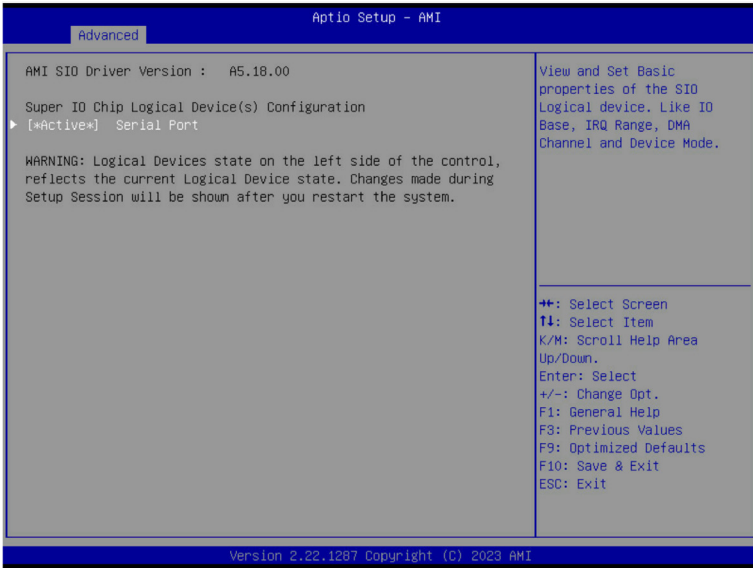 Aptio Setup – AMI
Advanced
AMI SIO Driver Version : A5.18.00
Super IO Chip Logical Device(s) Configuration
[*Active*] Serial Port
WARNING: Logical Devices state on the left side of the control,
reflects the current Logical Device state. Changes made during
Setup Session will be shown after you restart the system.
View and Set Basic
properties of the SIO
Logical device. Like IO
Base, IRQ Range, DMA
Channel and Device Mode.
→←: Select Screen
↑↓: Select Item
K/M: Scroll Help Area
Up/Down.
Enter: Select
+/-: Change Opt.
F1: General Help
F3: Previous Values
F9: Optimized Defaults
F10: Save & Exit
ESC: Exit
Version 2.22.1287 Copyright (C) 2023 AMI